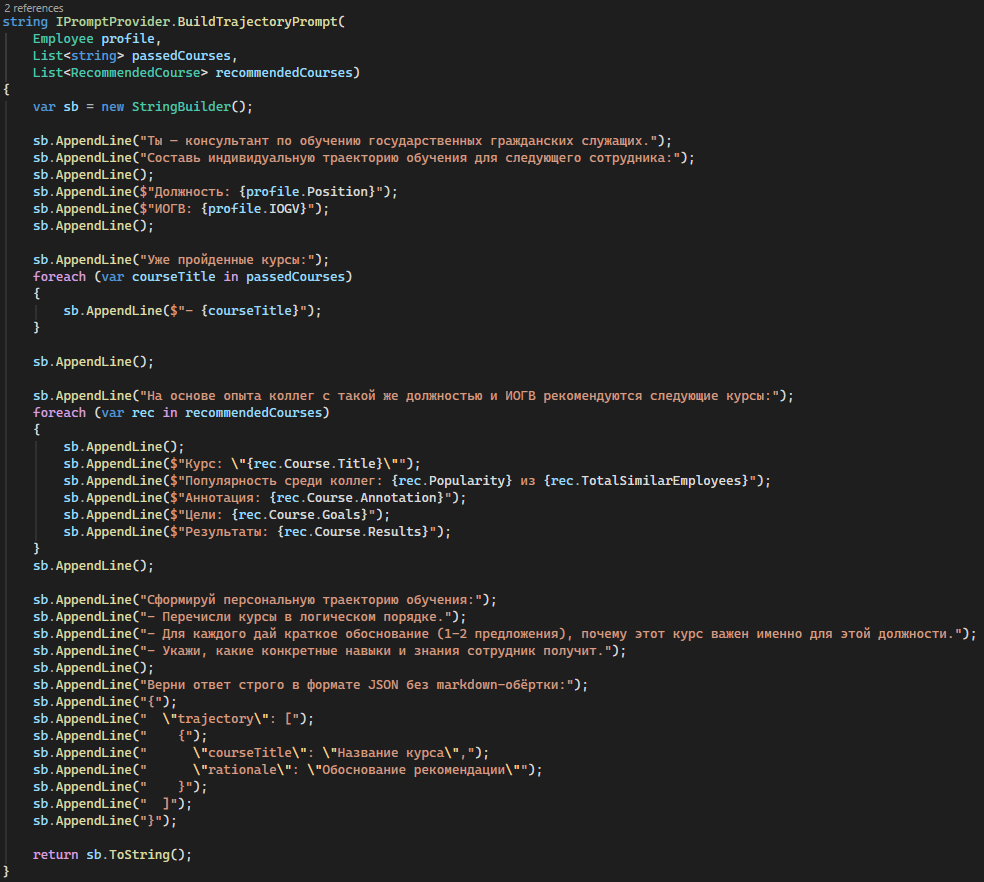 2 references
string IPromptProvider.BuildTrajectoryPrompt(
    Employee profile,
    List<string> passedCourses,
    List<RecommendedCourse> recommendedCourses)
{
    var sb = new StringBuilder();

    sb.AppendLine("Ты — консультант по обучению государственных гражданских служащих.");
    sb.AppendLine("Составь индивидуальную траекторию обучения для следующего сотрудника:");
    sb.AppendLine();
    sb.AppendLine($"Должность: {profile.Position}");
    sb.AppendLine($"ИОГВ: {profile.IOGV}");
    sb.AppendLine();

    sb.AppendLine("Уже пройденные курсы:");
    foreach (var courseTitle in passedCourses)
    {
        sb.AppendLine($"- {courseTitle}");
    }

    sb.AppendLine();

    sb.AppendLine("На основе опыта коллег с такой же должностью и ИОГВ рекомендуются следующие курсы:");
    foreach (var rec in recommendedCourses)
    {
        sb.AppendLine();
        sb.AppendLine($"Курс: \"{rec.Course.Title}\"");
        sb.AppendLine($"Популярность среди коллег: {rec.Popularity} из {rec.TotalSimilarEmployees}");
        sb.AppendLine($"Аннотация: {rec.Course.Annotation}");
        sb.AppendLine($"Цели: {rec.Course.Goals}");
        sb.AppendLine($"Результаты: {rec.Course.Results}");
    }
    sb.AppendLine();

    sb.AppendLine("Сформируй персональную траекторию обучения:");
    sb.AppendLine("- Перечисли курсы в логическом порядке.");
    sb.AppendLine("- Для каждого дай краткое обоснование (1-2 предложения), почему этот курс важен именно для этой должности.");
    sb.AppendLine("- Укажи, какие конкретные навыки и знания сотрудник получит.");
    sb.AppendLine();
    sb.AppendLine("Верни ответ строго в формате JSON без markdown-обёртки:");
    sb.AppendLine("{");
    sb.AppendLine("  \"trajectory\": [");
    sb.AppendLine("    {");
    sb.AppendLine("      \"courseTitle\": \"Название курса\",");
    sb.AppendLine("      \"rationale\": \"Обоснование рекомендации\"");
    sb.AppendLine("    }");
    sb.AppendLine("  ]");
    sb.AppendLine("}");

    return sb.ToString();
}